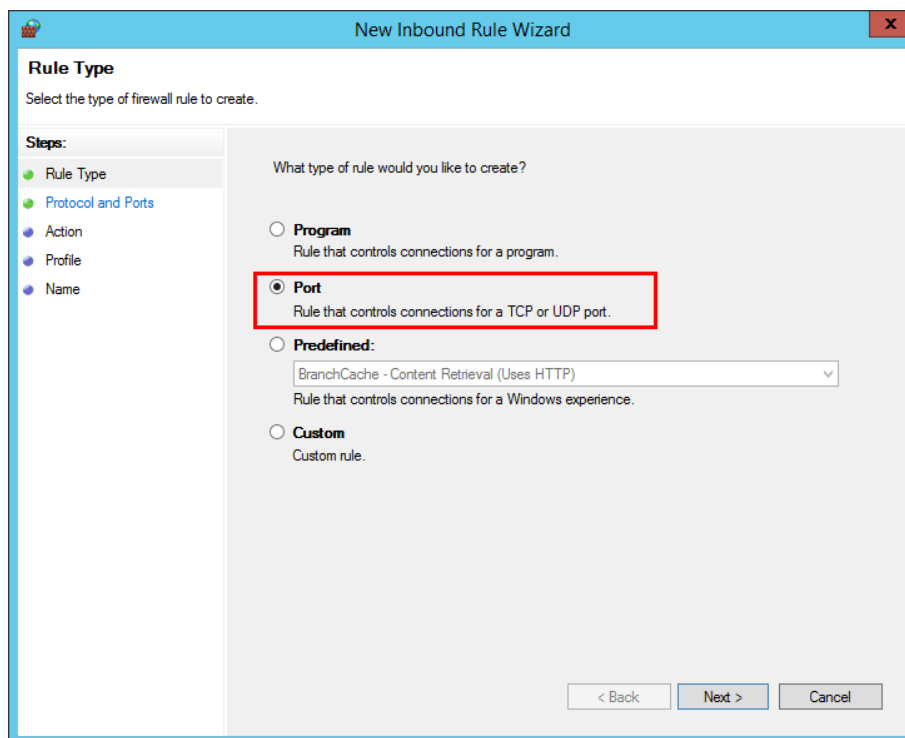 New Inbound Rule Wizard
x
Rule Type
Select the type of firewall rule to create.
Steps:
Rule Type
Protocol and Ports
Action
Profile
Name
What type of rule would you like to create?
Program
Rule that controls connections for a program.
Port
Rule that controls connections for a TCP or UDP port.
Predefined:
BranchCache - Content Retrieval (Uses HTTP)
Rule that controls connections for a Windows experience.
Custom
Custom rule.
< Back Next > Cancel